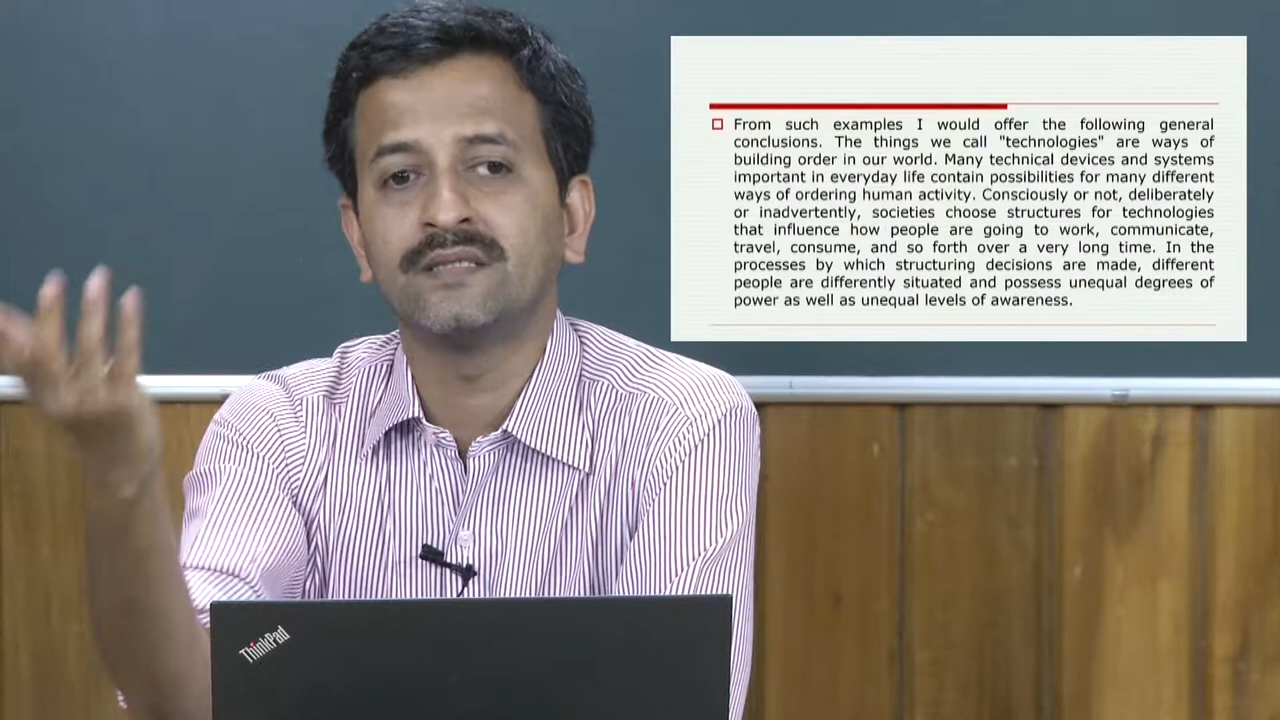 From such examples I would offer the following general
conclusions. The things we call "technologies" are ways of
building order in our world. Many technical devices and systems
important in everyday life contain possibilities for many different
ways of ordering human activity. Consciously or not, deliberately
or inadvertently, societies choose structures for technologies
that influence how people are going to work, communicate,
travel, consume, and so forth over a very long time. In the
processes by which structuring decisions are made, different
people are differently situated and possess unequal degrees of
power as well as unequal levels of awareness.
ThinkPad